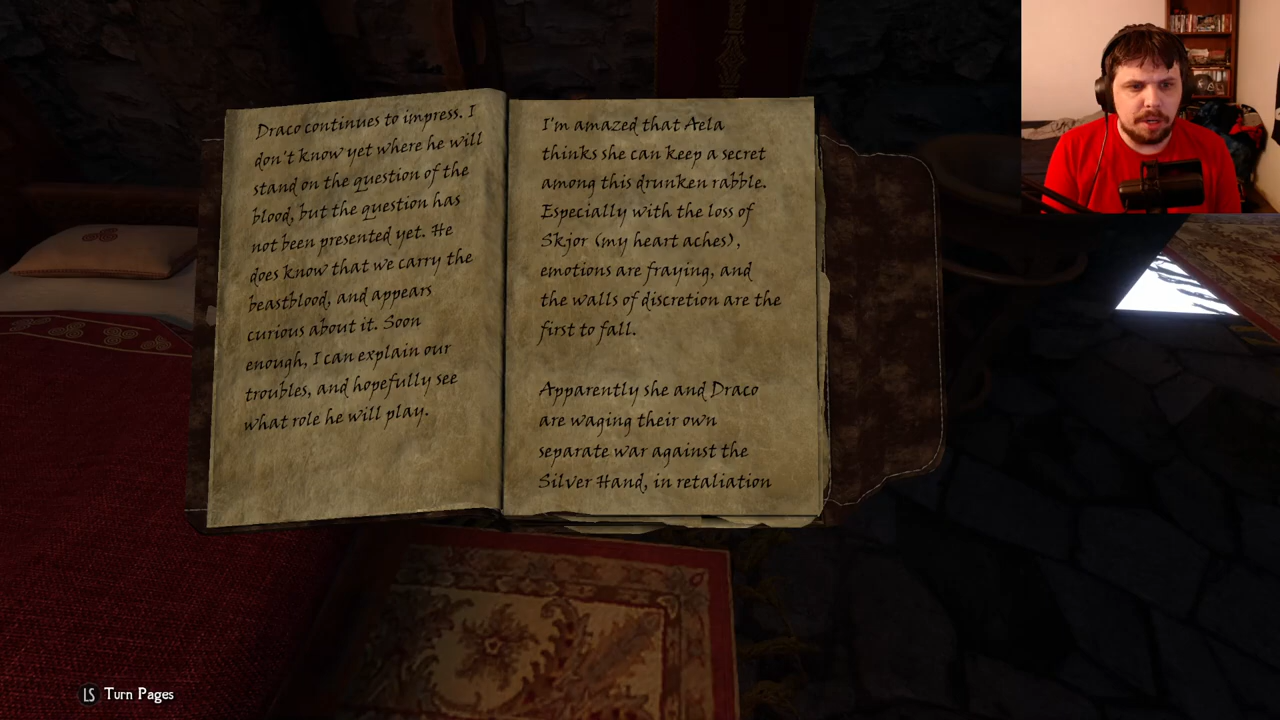 Draco continues to impress. I
don't know yet where he will
stand on the question of the
blood, but the question has
not been presented yet. He
does know that we carry the
beastblood, and appears
curious about it. Soon
enough, I can explain our
troubles, and hopefully see
what role he will play.
I'm amazed that Aela
thinks she can keep a secret
among this drunken rabble.
Especially with the loss of
Skjor (my heart aches),
emotions are fraying, and
the walls of discretion are the
first to fall.
Apparently she and Draco
are waging their own
separate war against the
Silver Hand, in retaliation
LS Turn Pages